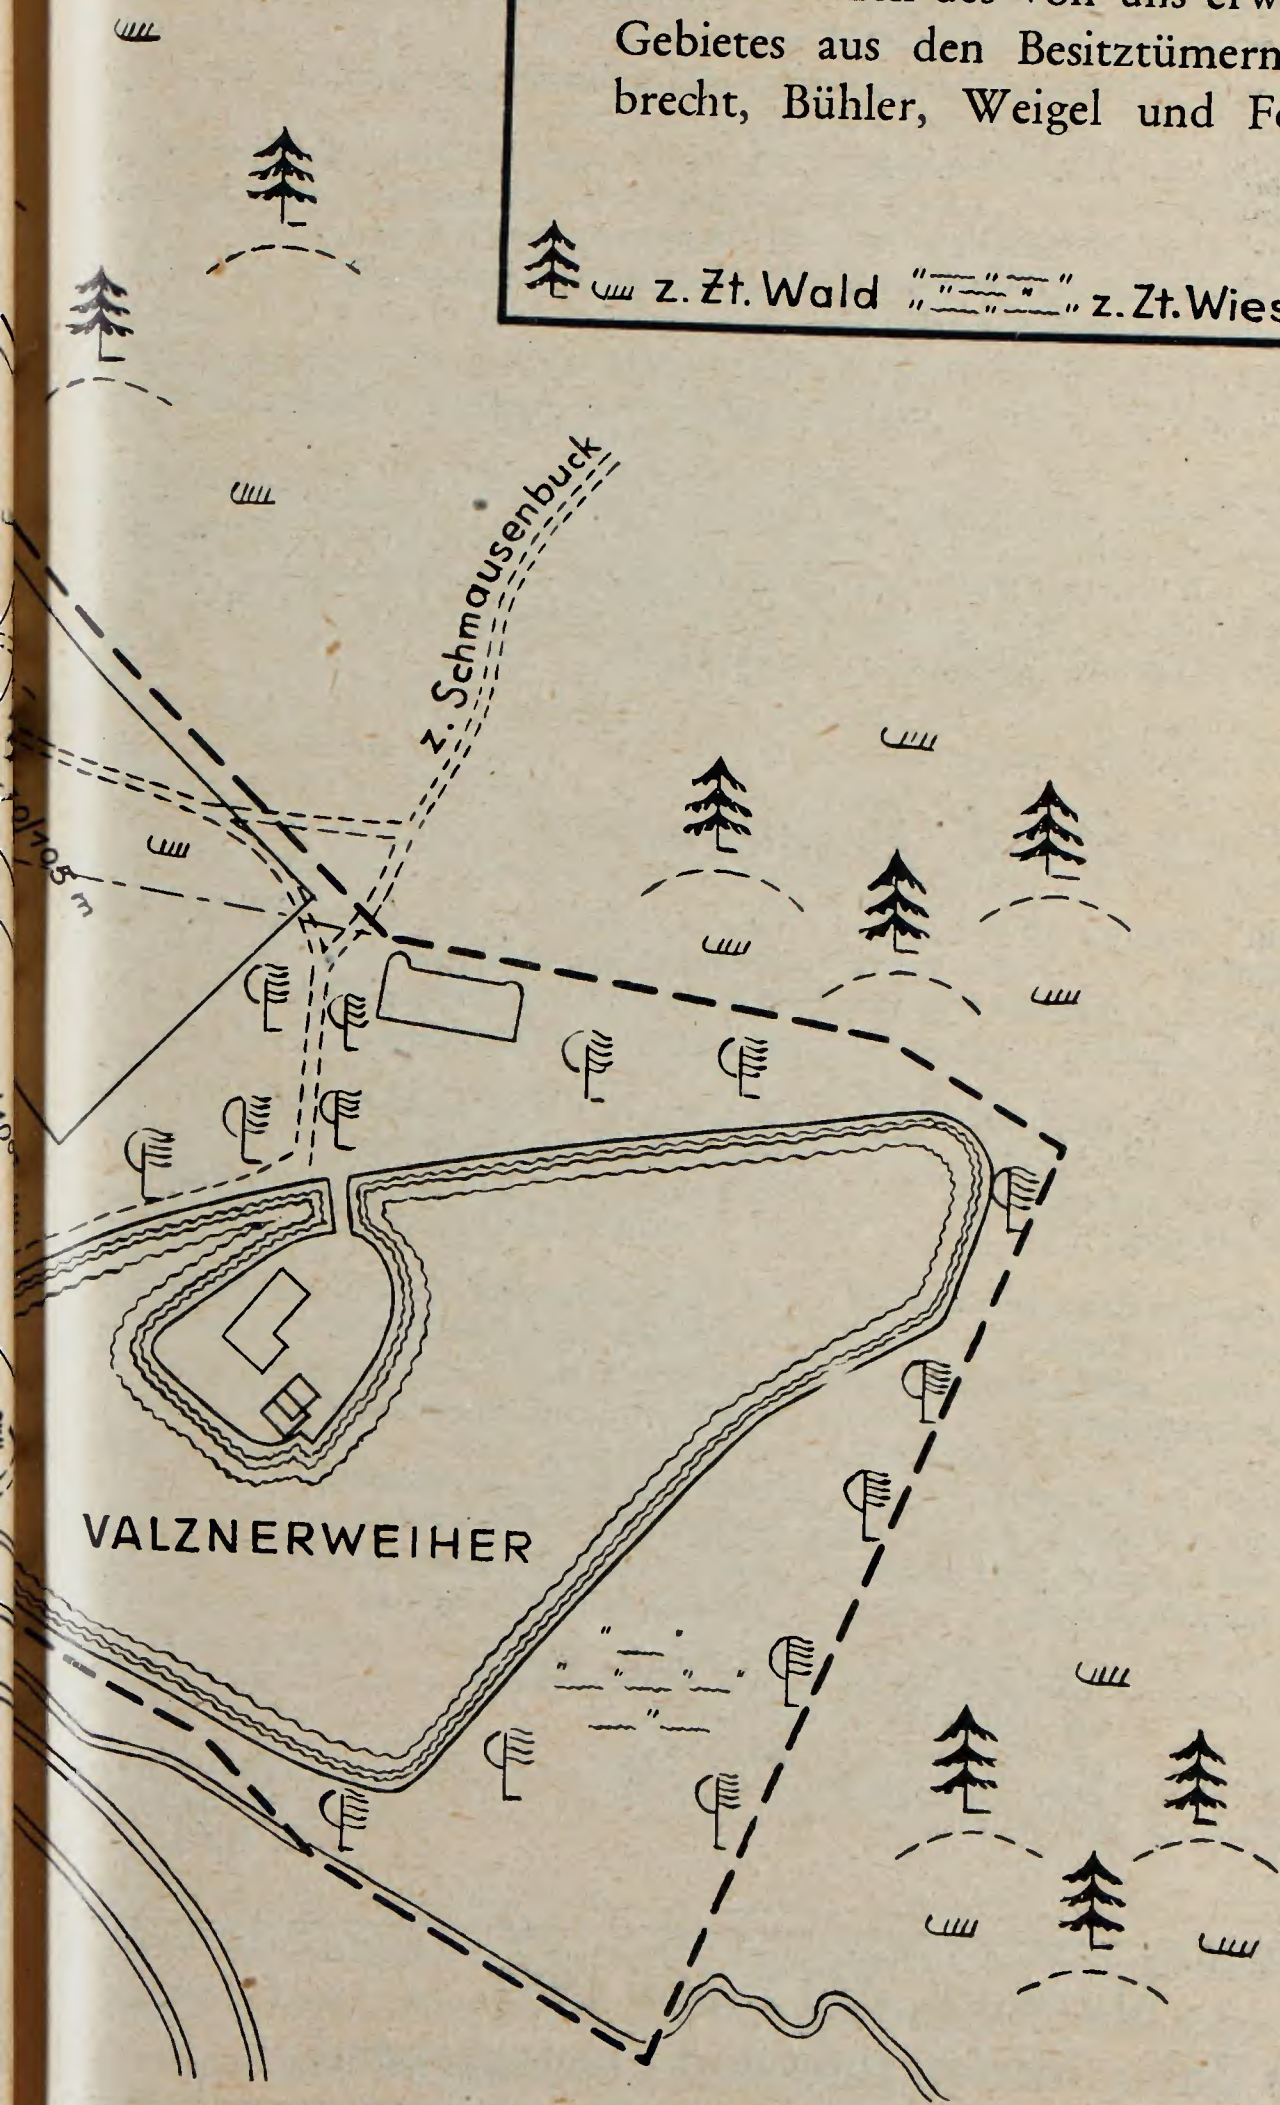 Gebietes aus den Besitztümern
brecht, Bühler, Weigel und
z. Zt. Wald z. Zt. Wies
z. Schmausenbuck
VALZNERWEIHER